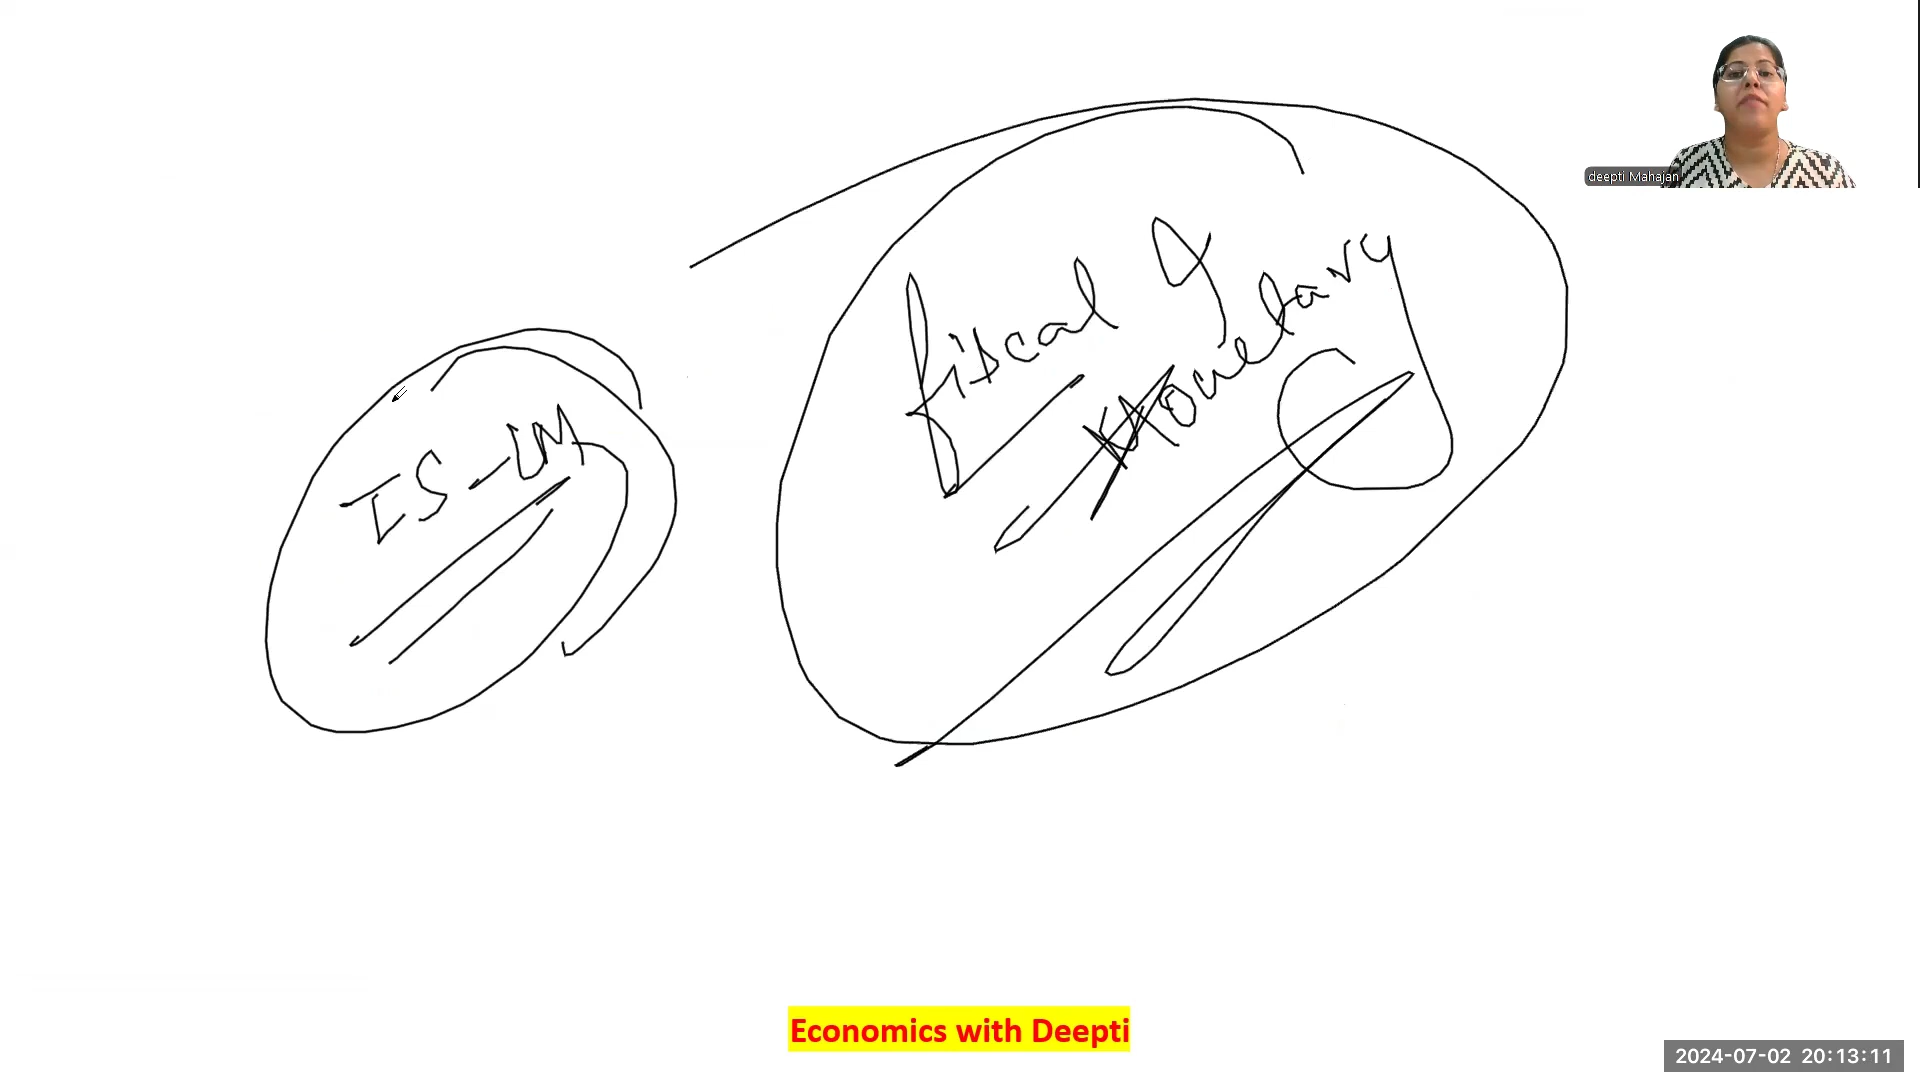 deepti Mahajan
fiscal &
Monetary
IS-LM
Economics with Deepti
2024-07-02 20:13:11